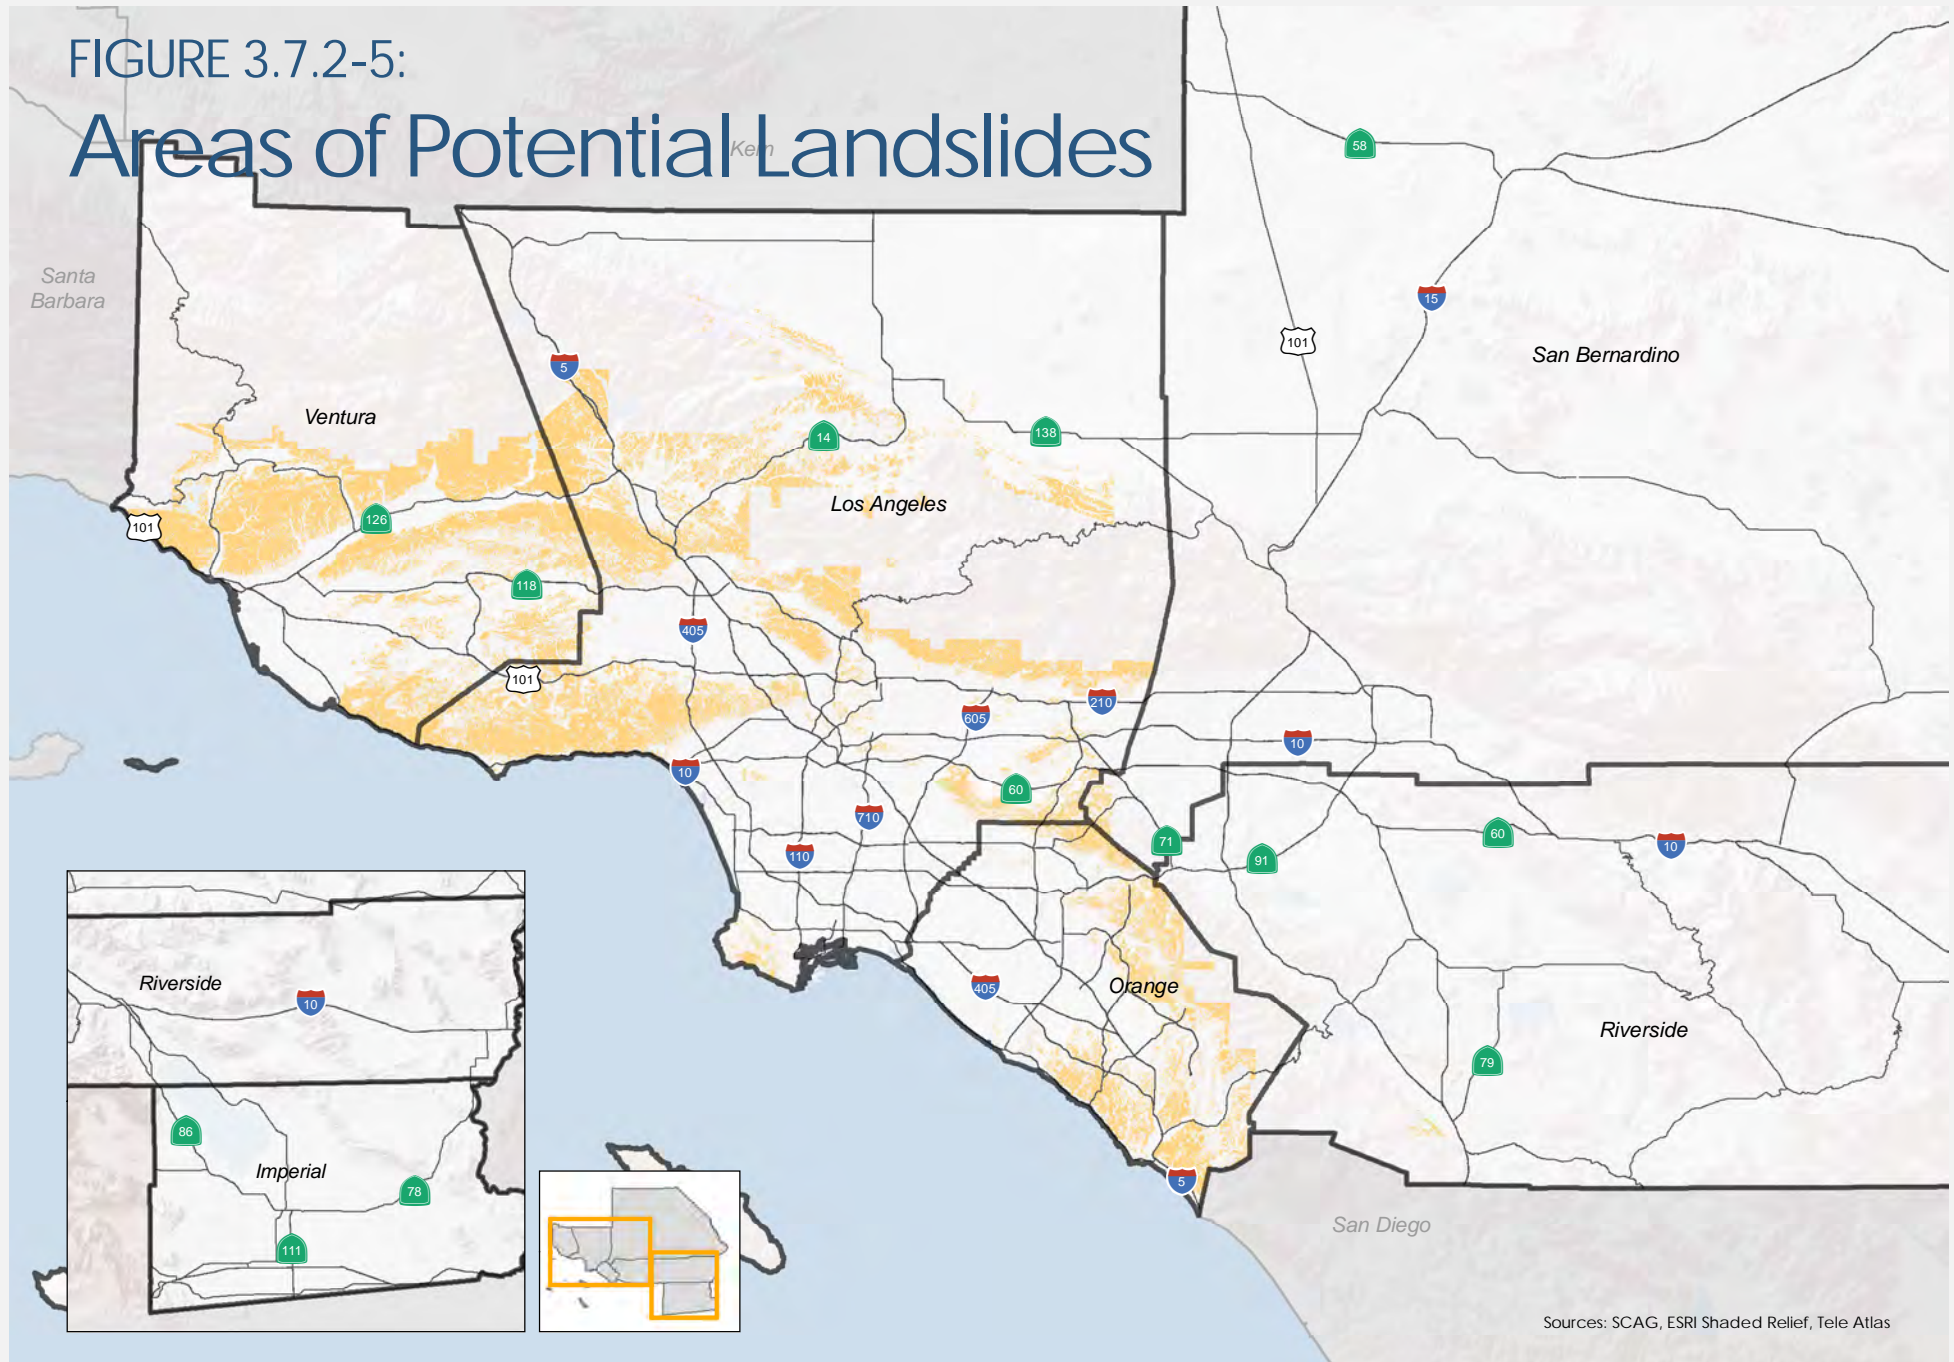 FIGURE 3.7.2-5:
Areas of Potential Landslides
Kern
58
Santa
Barbara
15
101
San Bernardino
5
Ventura
14
138
Los Angeles
126
101
118
405
101
210
605
10
10
60
710
71
60
10
110
91
405
Orange
Riverside
10
Riverside
79
86
Imperial
78
5
San Diego
111
Sources: SCAG, ESRI Shaded Relief, Tele Atlas